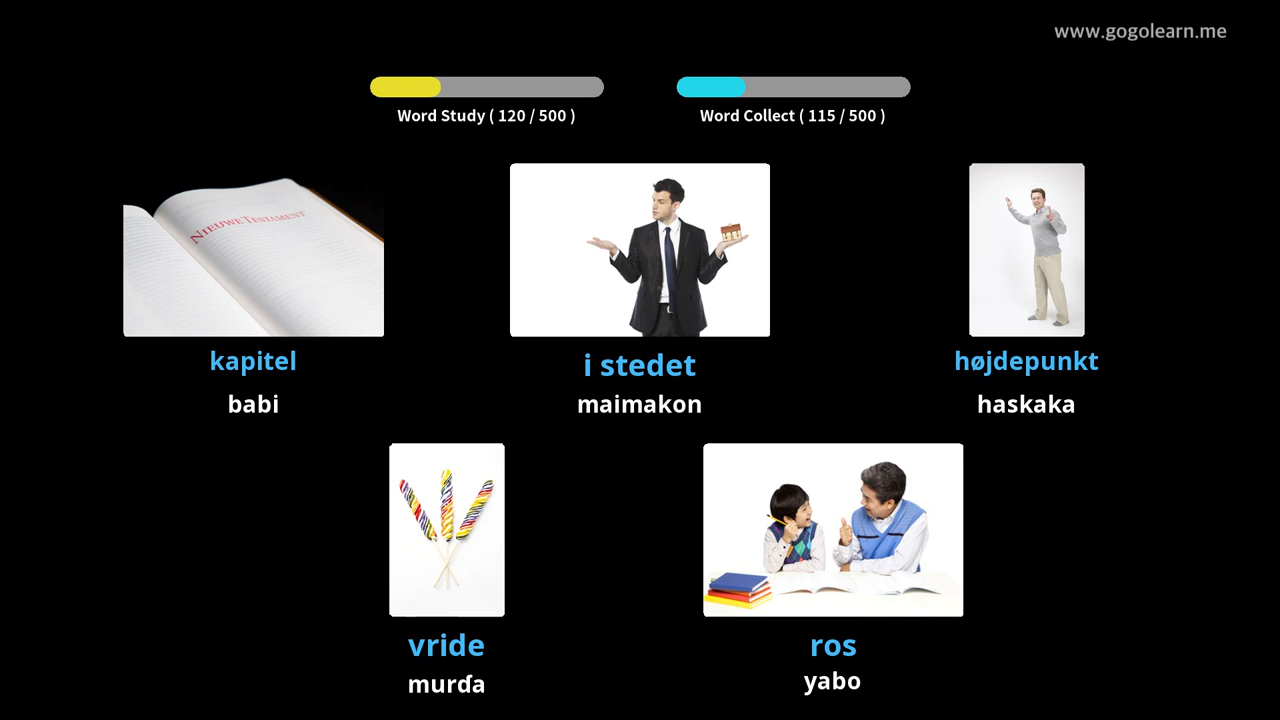 www.gogolearn.me
Word Study ( 120 / 500 )
Word Collect ( 115 / 500 )
NIEUWE TESTAMENT
kapitel
babi
i stedet
maimakon
højdepunkt
haskaka
vride
murɗa
ros
yabo